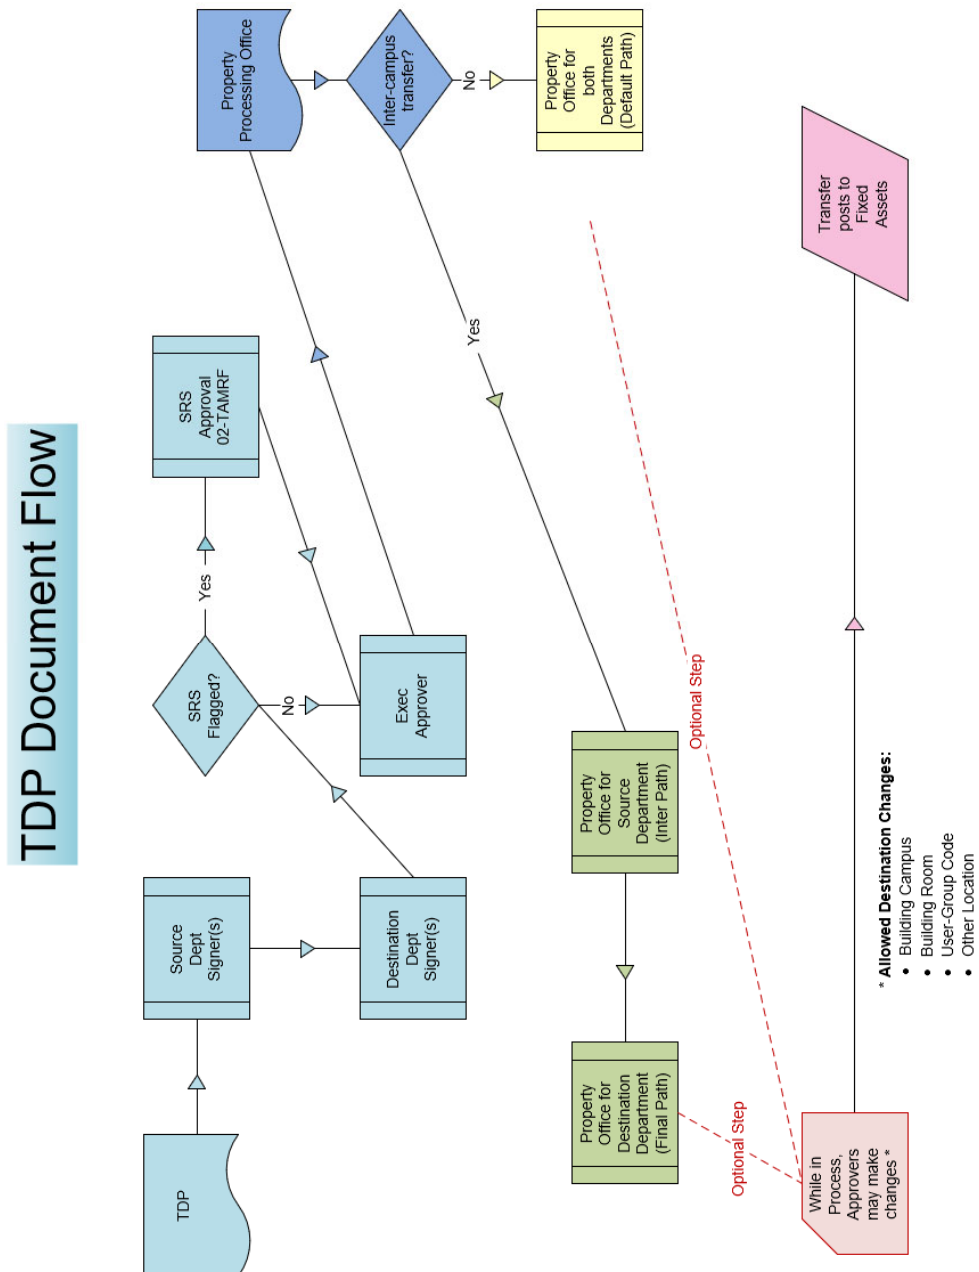 TDP Document Flow
TDP
Source
Dept
Signer(s)
Destination
Dept
Signer(s)
SRS
Flagged?
Yes
No
SRS
Approval
02-TAMRF
Exec
Approver
Property
Processing Office
Inter-campus
transfer?
No
Yes
Property
Office for
both
Departments
(Default Path)
Property
Office for
Source
Department
(Inter Path)
Property
Office for
Destination
Department
(Final Path)
Optional Step
Optional Step
While in
Process,
Approvers
may make
changes *
Transfer
posts to
Fixed
Assets
* Allowed Destination Changes:
• Building Campus
• Building Room
• User-Group Code
• Other Location